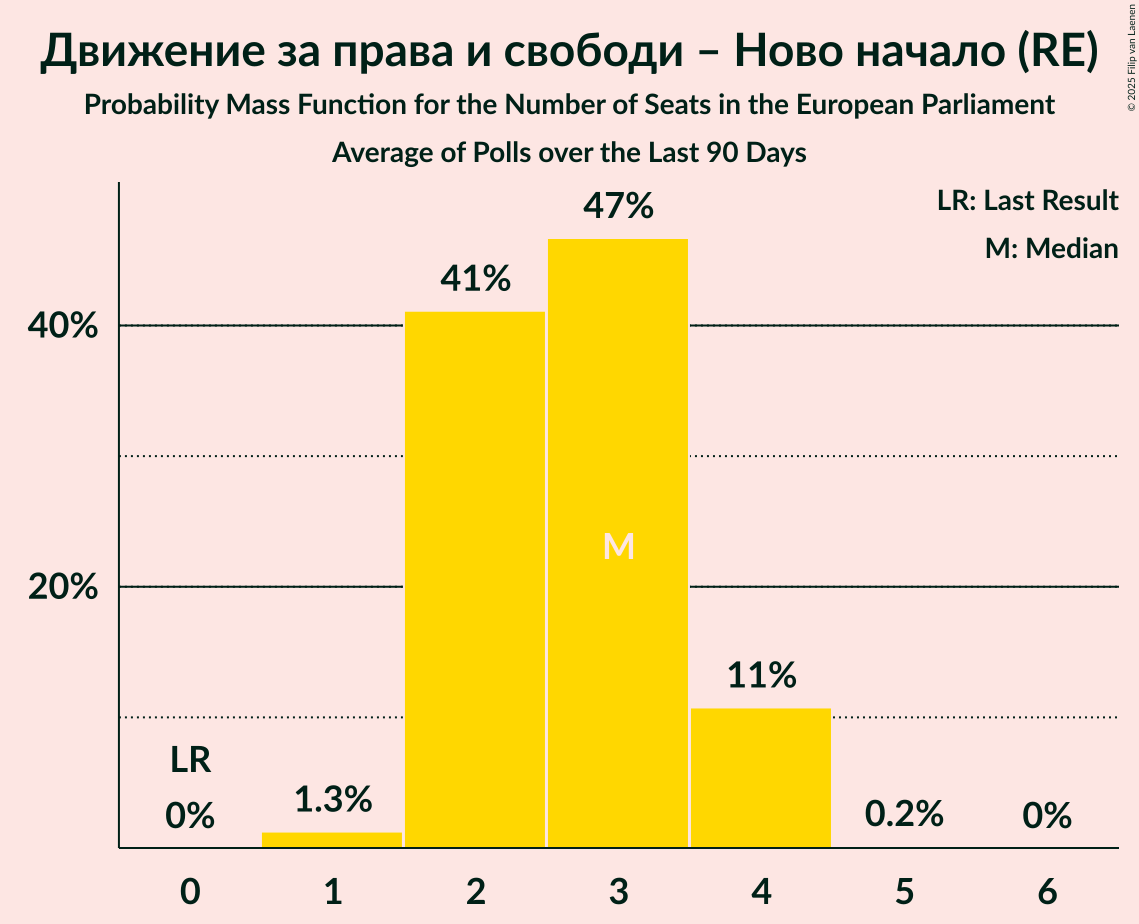 Движение за права и свободи – Ново начало (RE)
Probability Mass Function for the Number of Seats in the European Parliament
Average of Polls over the Last 90 Days
© 2025 Filip van Laenen
LR: Last Result
M: Median
47%
41%
40%
M
20%
11%
LR
0%
1.3%
0.2%
0%
0 1 2 3 4 5 6